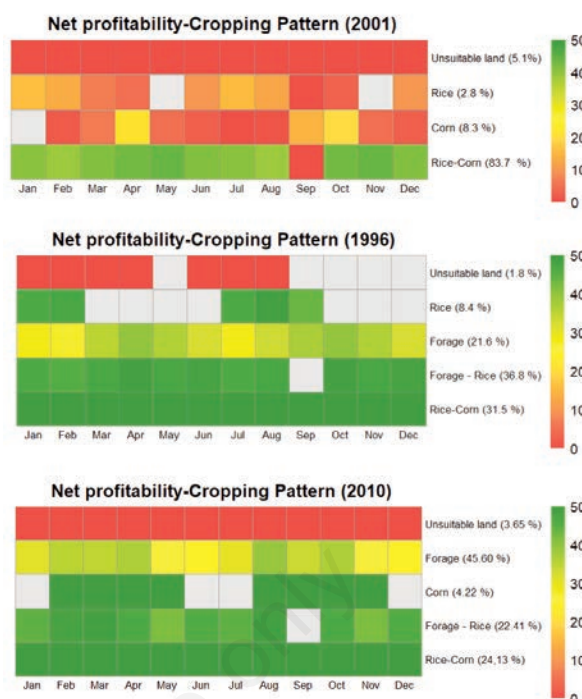 Net profitability-Cropping Pattern (2001)
Unsuitable land (5.1%)
Rice (2.8 %)
Corn (8.3 %)
Rice-Corn (83.7 %)
Jan Feb Mar Apr May Jun Jul Aug Sep Oct Nov Dec
50
40
30
20
10
0
Net profitability-Cropping Pattern (1996)
Unsuitable land (1.8 %)
Rice (8.4 %)
Forage (21.6 %)
Forage - Rice (36.8 %)
Rice-Corn (31.5 %)
Jan Feb Mar Apr May Jun Jul Aug Sep Oct Nov Dec
50
40
30
20
10
0
Net profitability-Cropping Pattern (2010)
Unsuitable land (3.65 %)
Forage (45.60 %)
Corn (4.22 %)
Forage - Rice (22.41 %)
Rice-Corn (24,13 %)
Jan Feb Mar Apr May Jun Jul Aug Sep Oct Nov Dec
50
40
30
20
10
0
only